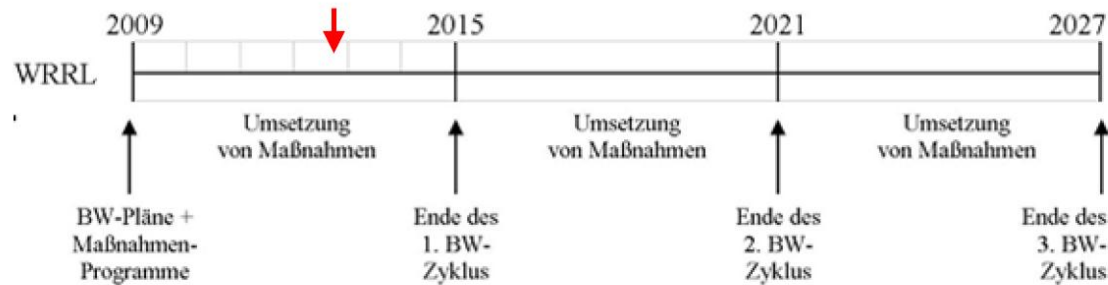 2009 2015 2021 2027
WRRL
Umsetzung Umsetzung Umsetzung
von Maßnahmen von Maßnahmen von Maßnahmen
BW-Pläne + Ende des Ende des Ende des
Maßnahmen- 1. BW- 2. BW- 3. BW-
Programme Zyklus Zyklus Zyklus